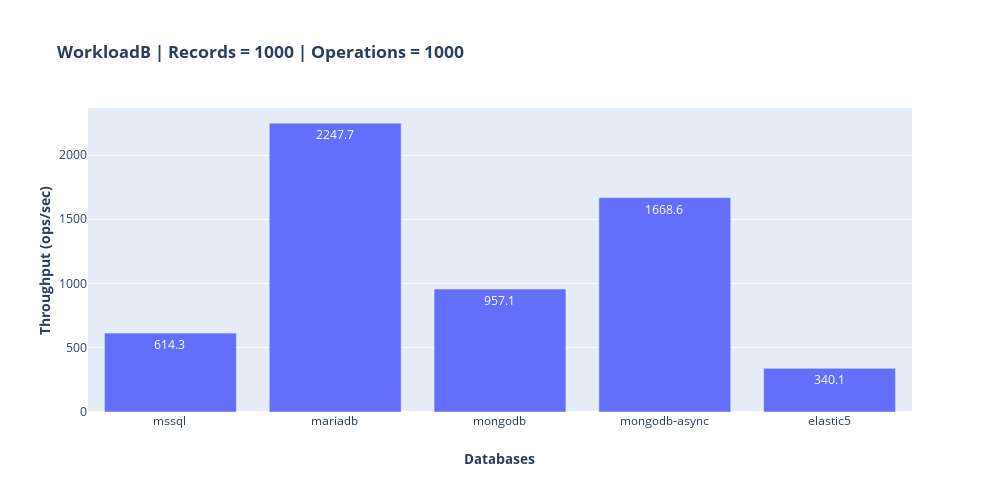 WorkloadB | Records = 1000 | Operations = 1000
Throughput (ops/sec)
2000
1500
1000
500
0
614.3
2247.7
957.1
1668.6
340.1
mssql
mariadb
mongodb
mongodb-async
elastic5
Databases